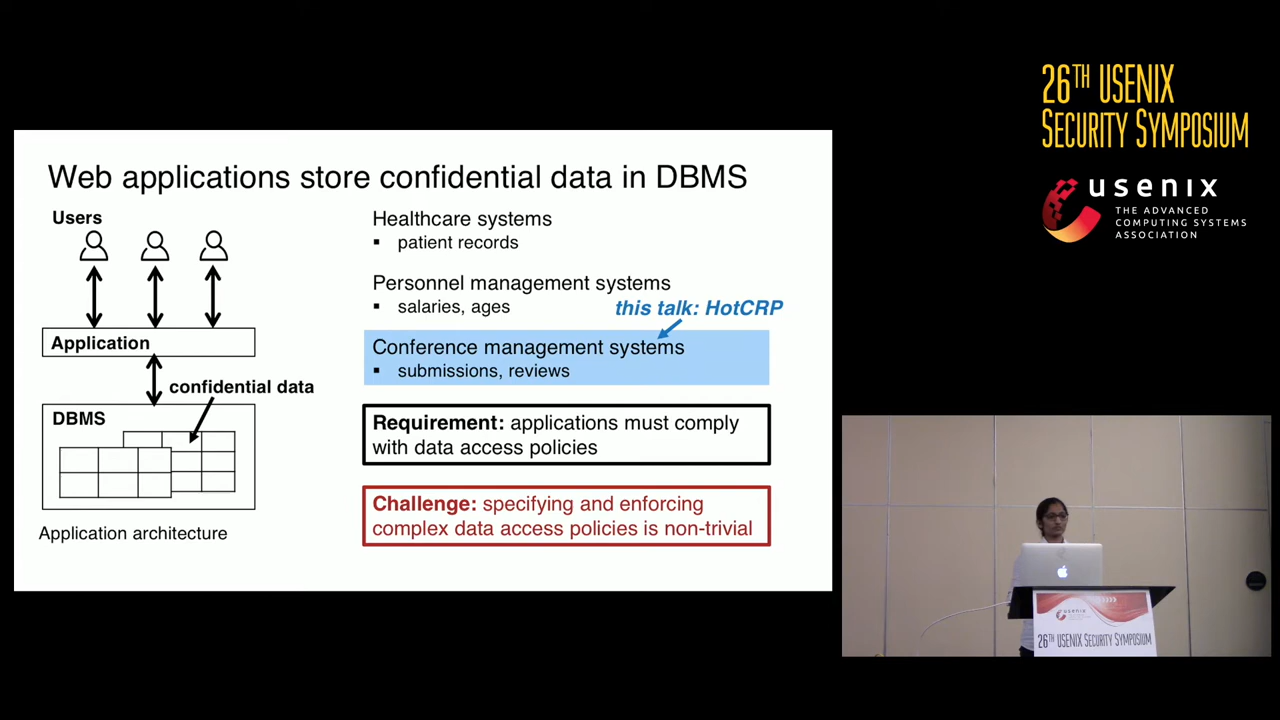 26TH USENIX
SECURITY SYMPOSIUM
usenix
THE ADVANCED
COMPUTING SYSTEMS
ASSOCIATION
Web applications store confidential data in DBMS
Users
Application
confidential data
DBMS
Application architecture
Healthcare systems
▪ patient records
Personnel management systems
▪ salaries, ages
this talk: HotCRP
Conference management systems
▪ submissions, reviews
Requirement: applications must comply
with data access policies
Challenge: specifying and enforcing
complex data access policies is non-trivial
usenix
26TH USENIX SECURITY SYMPOSIUM